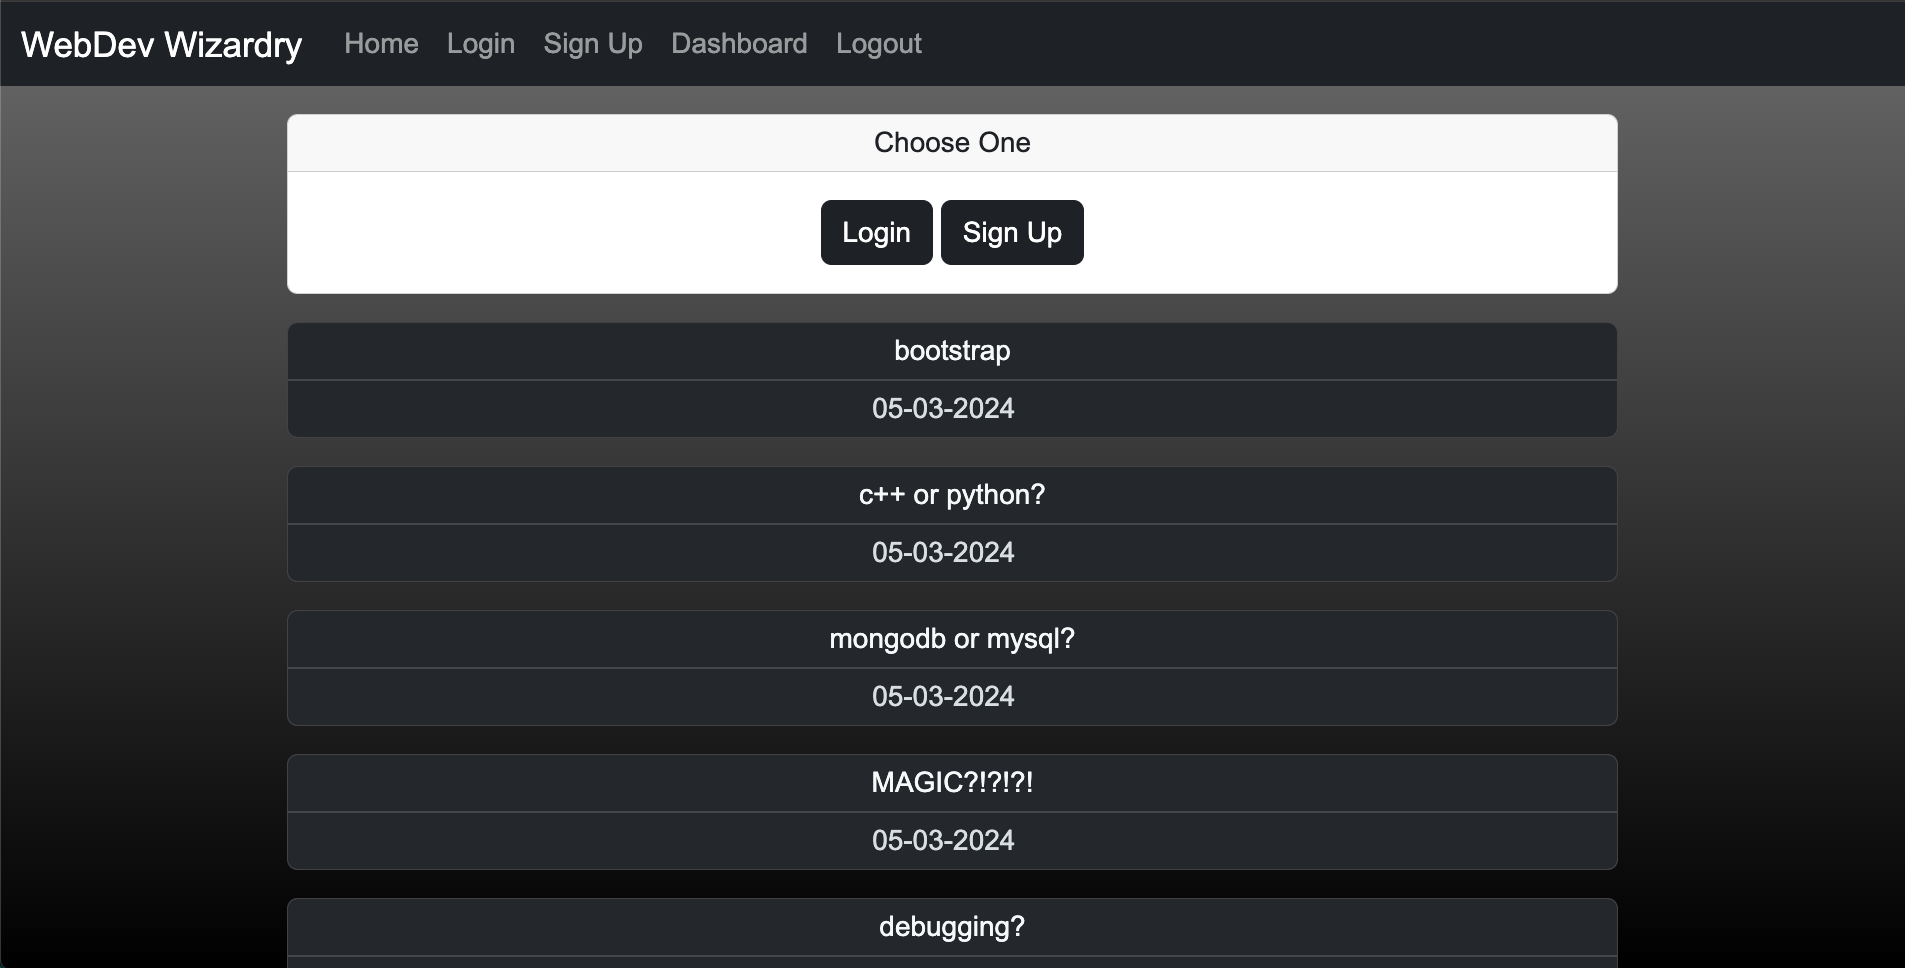 WebDev Wizardry Home Login Sign Up Dashboard Logout
Choose One
Login Sign Up
bootstrap
05-03-2024
c++ or python?
05-03-2024
mongodb or mysql?
05-03-2024
MAGIC?!?!?!
05-03-2024
debugging?